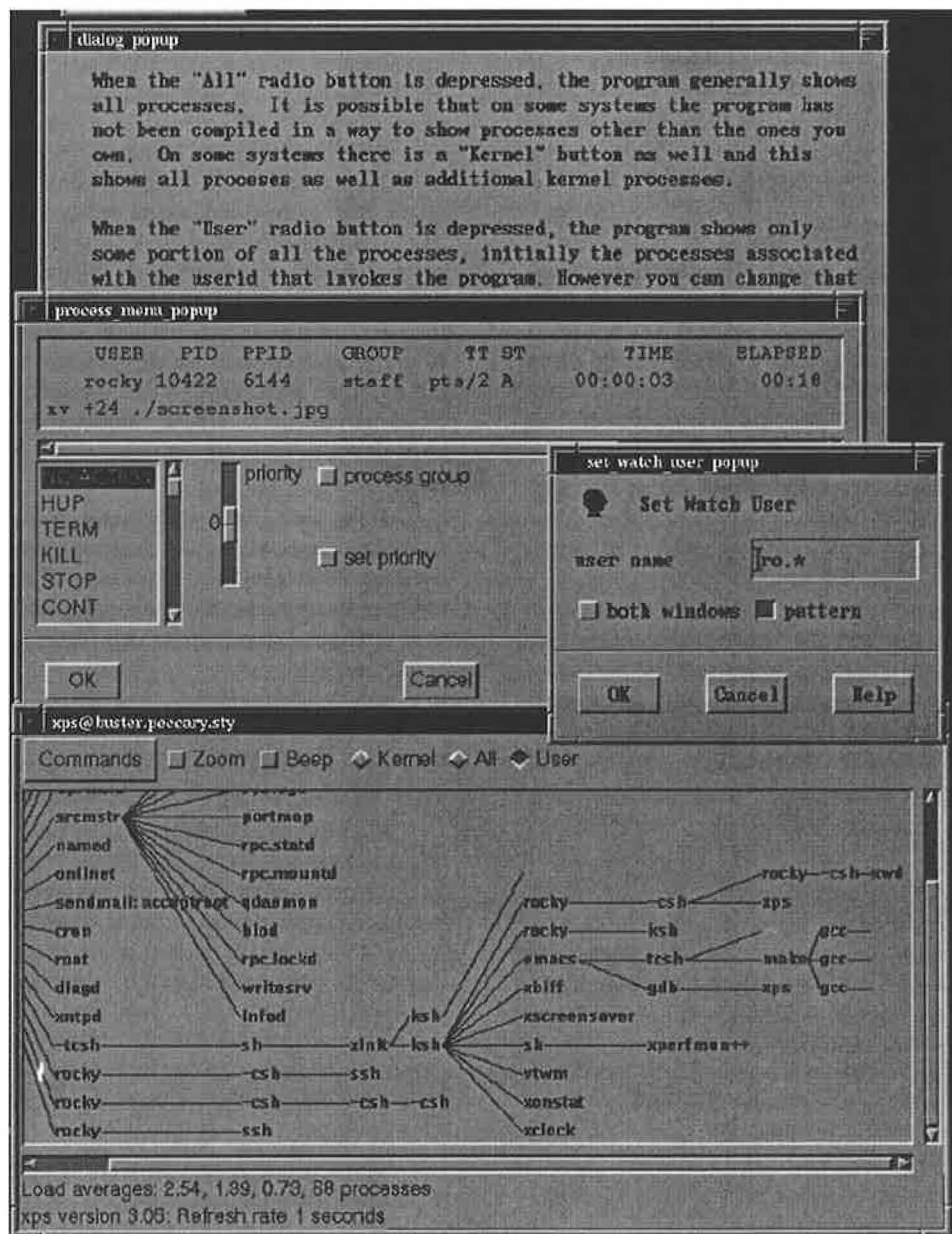 dialog_popup
When the "All" radio button is depressed, the program generally shows
all processes. It is possible that on some systems the program has
not been compiled in a way to show processes other than the ones you
own. On some systems there is a "Kernel" button as well and this
shows all proceses as well as additional kernel processes.
When the "User" radio button is depressed, the program shows only
some portion of all the processes, initially the processes associated
with the userid that invokes the program. However you can change that
process_menu_popup
USER PID PPID GROUP TT ST TIME ELAPSED
rocky 10422 6144 staff pts/2 A 00:00:03 00:18
xv +24 ./screenshot.jpg
HUP
TERM
KILL
STOP
CONT
priority
0
process group
set priority
OK Cancel
set_watch_user_popup
Set Watch User
user name ro.*
both windows pattern
OK Cancel Help
xps@buster.peccary.sty
Commands Zoom Beep Kernel All User
srcmstr portmap
named rpc.statd
onlinet rpc.mountd rocky -csh xwd
sendmail: qdaemon rocky -csh xps
cron biod rocky ksh gcc
rpc.lockd emacs tcsh make gcc
diagd writesrv xbiff gdb xps gcc
xntpd infod ksh xscreensaver
-tcsh sh xink ksh sh xperfmon++
rocky -csh ssh vtwm
rocky -csh -csh -csh xonstat
rocky ssh xclock
Load averages: 2.54, 1.39, 0.73, 68 processes
xps version 3.06: Refresh rate 1 seconds